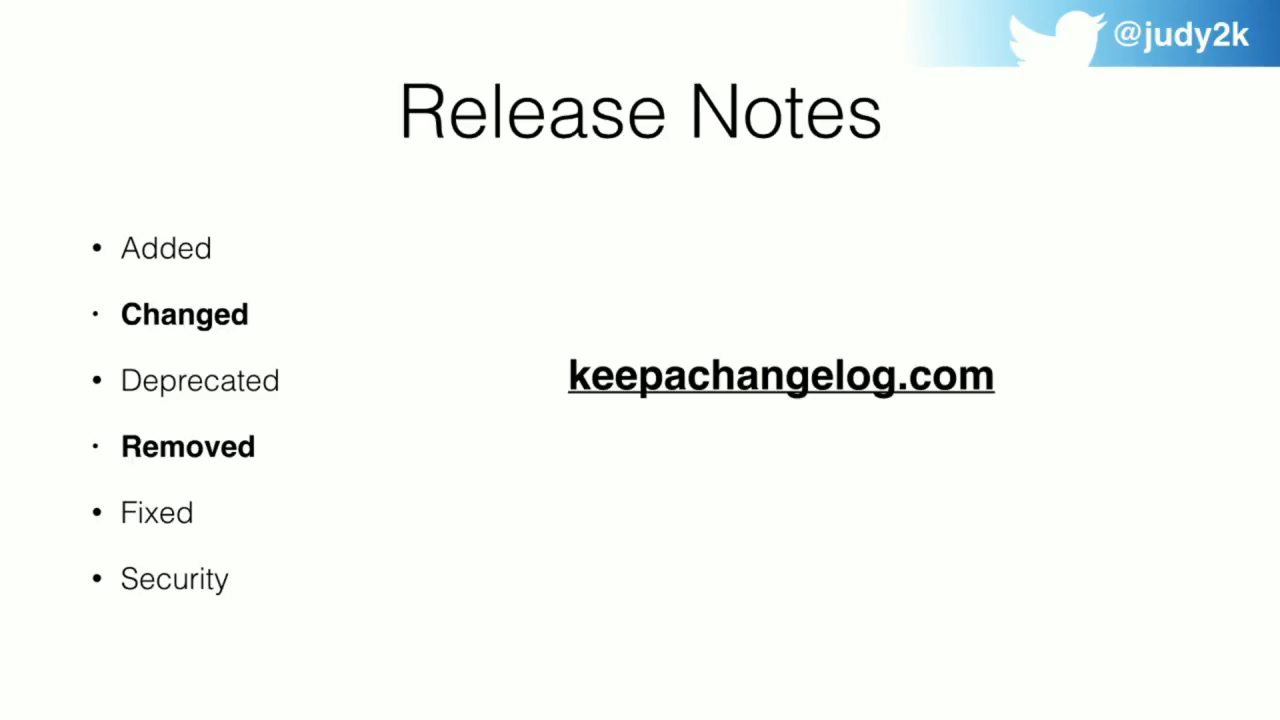 @judy2k
Release Notes
• Added
• Changed
• Deprecated
• Removed
• Fixed
• Security
keepachangelog.com